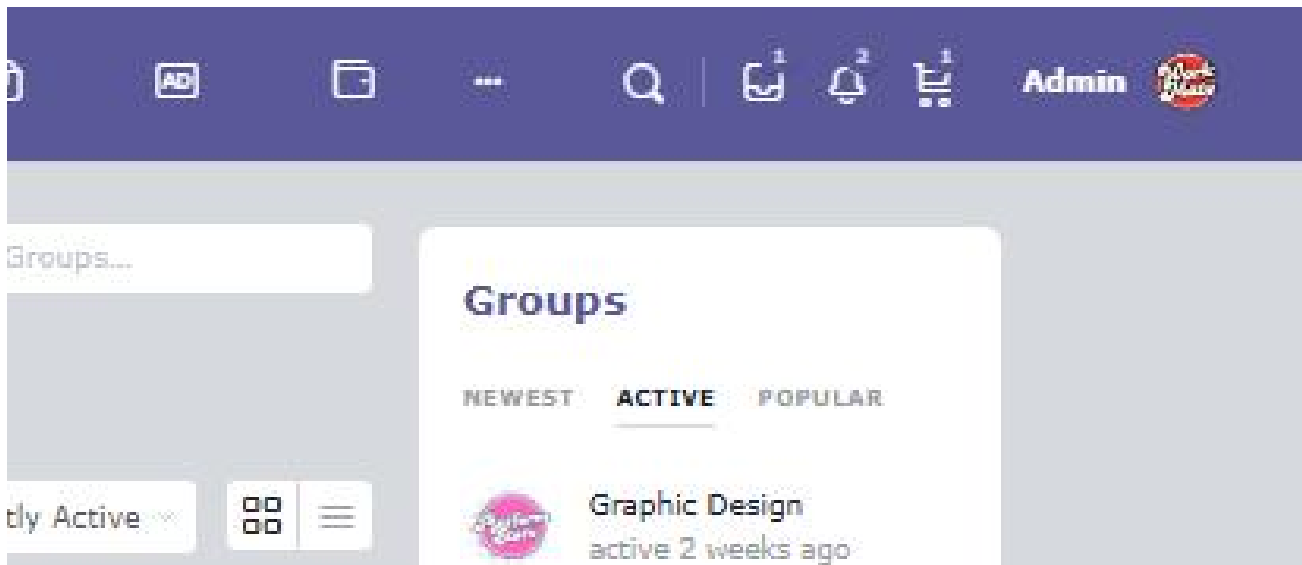 AD
1 2 1
Admin
Groups...
Groups
NEWEST ACTIVE POPULAR
tly Active
Graphic Design
active 2 weeks ago